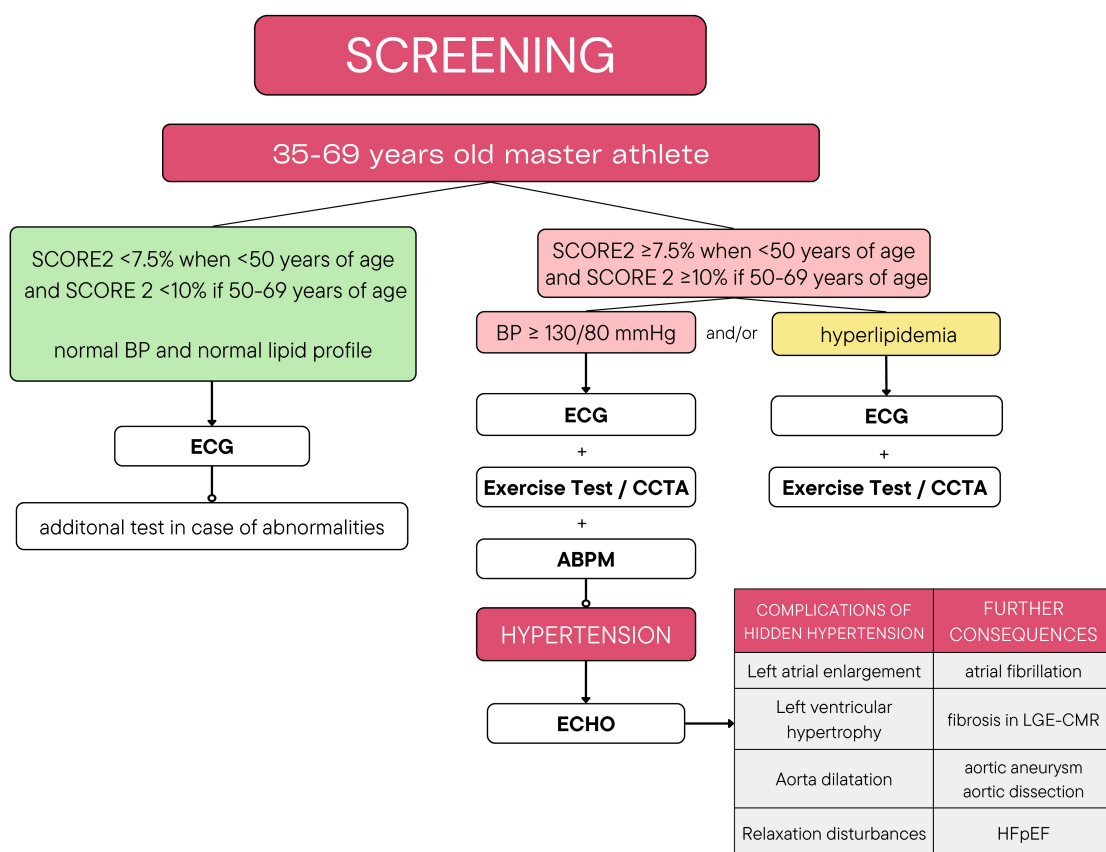 SCREENING
35-69 years old master athlete
SCORE2 <7.5% when <50 years of age
and SCORE 2 <10% if 50-69 years of age
normal BP and normal lipid profile
ECG
additonal test in case of abnormalities
SCORE2 ≥7.5% when <50 years of age
and SCORE 2 ≥10% if 50-69 years of age
BP ≥ 130/80 mmHg
and/or
hyperlipidemia
ECG
+
Exercise Test / CCTA
+
ABPM
HYPERTENSION
ECHO
ECG
+
Exercise Test / CCTA
COMPLICATIONS OF
HIDDEN HYPERTENSION
FURTHER
CONSEQUENCES
Left atrial enlargement
atrial fibrillation
Left ventricular
hypertrophy
fibrosis in LGE-CMR
Aorta dilatation
aortic aneurysm
aortic dissection
Relaxation disturbances
HFpEF